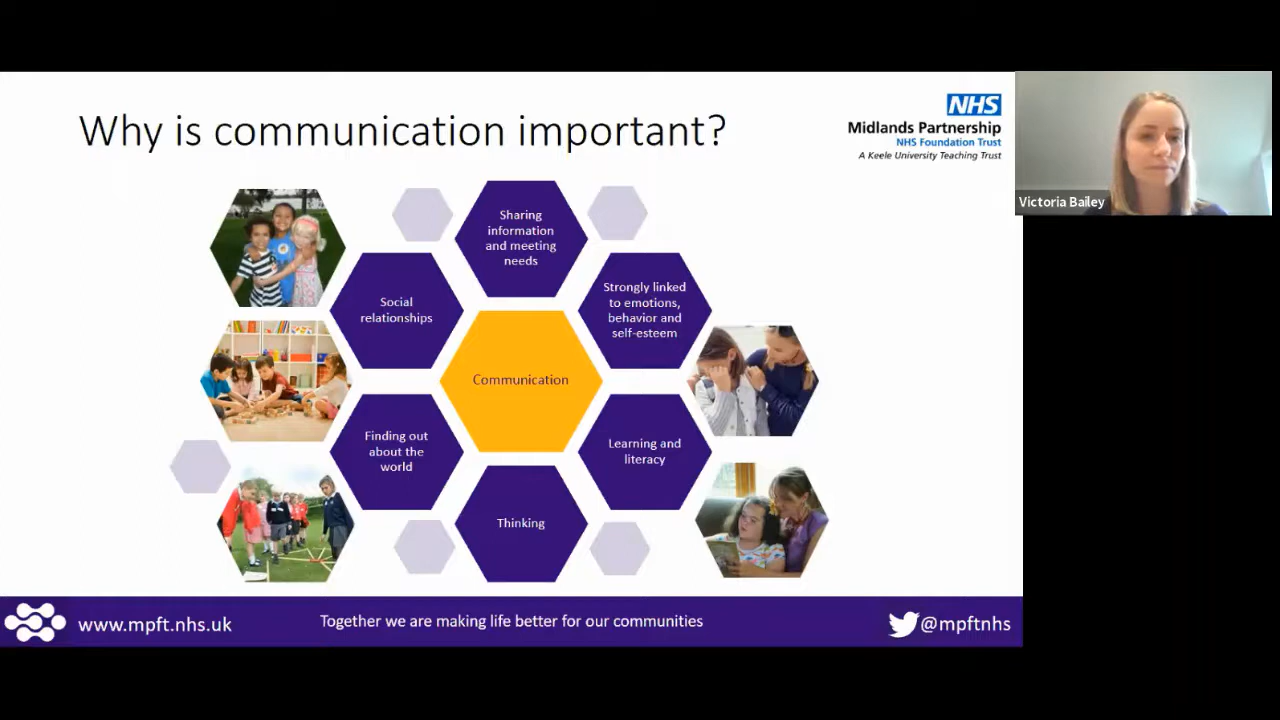 Why is communication important?
NHS
Midlands Partnership
NHS Foundation Trust
A Keele University Teaching Trust
Victoria Bailey
Sharing
information
and meeting
needs
Social
relationships
Strongly linked
to emotions,
behavior and
self-esteem
Communication
Finding out
about the
world
Learning and
literacy
Thinking
www.mpft.nhs.uk
Together we are making life better for our communities
@mpftnhs